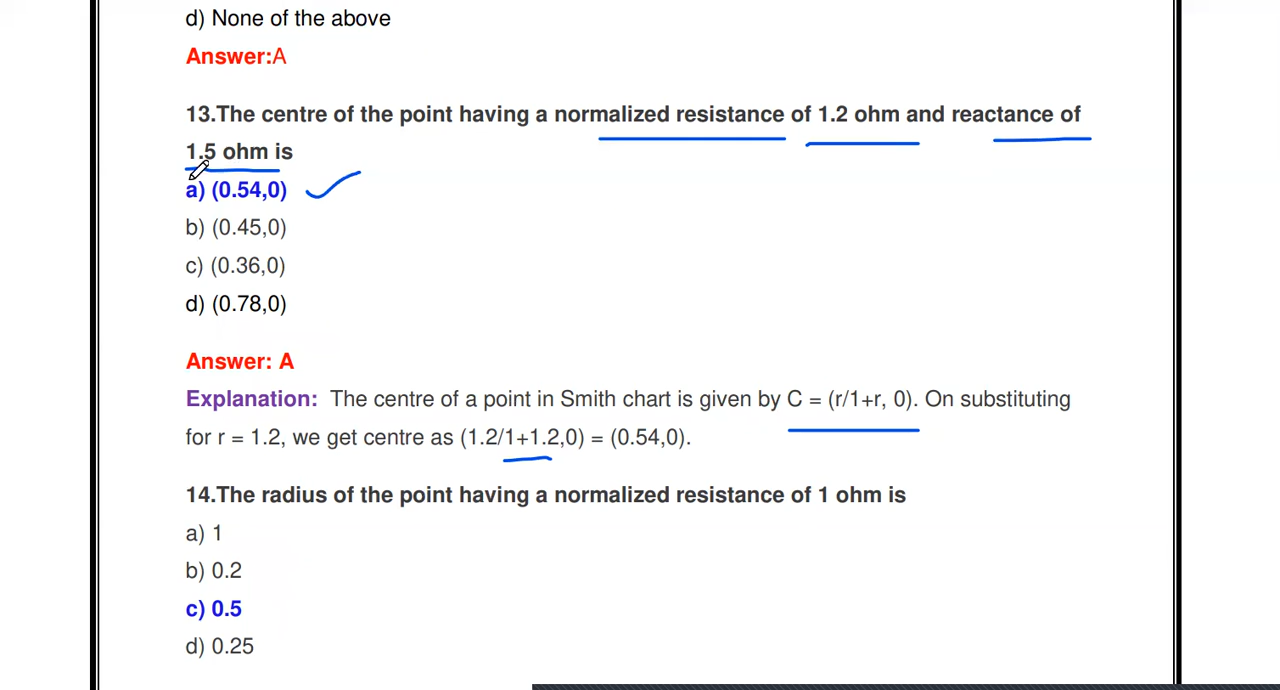 d) None of the above
Answer:A
13.The centre of the point having a normalized resistance of 1.2 ohm and reactance of
1.5 ohm is
a) (0.54,0)
b) (0.45,0)
c) (0.36,0)
d) (0.78,0)
Answer: A
Explanation: The centre of a point in Smith chart is given by C = (r/1+r, 0). On substituting
for r = 1.2, we get centre as (1.2/1+1.2,0) = (0.54,0).
14.The radius of the point having a normalized resistance of 1 ohm is
a) 1
b) 0.2
c) 0.5
d) 0.25